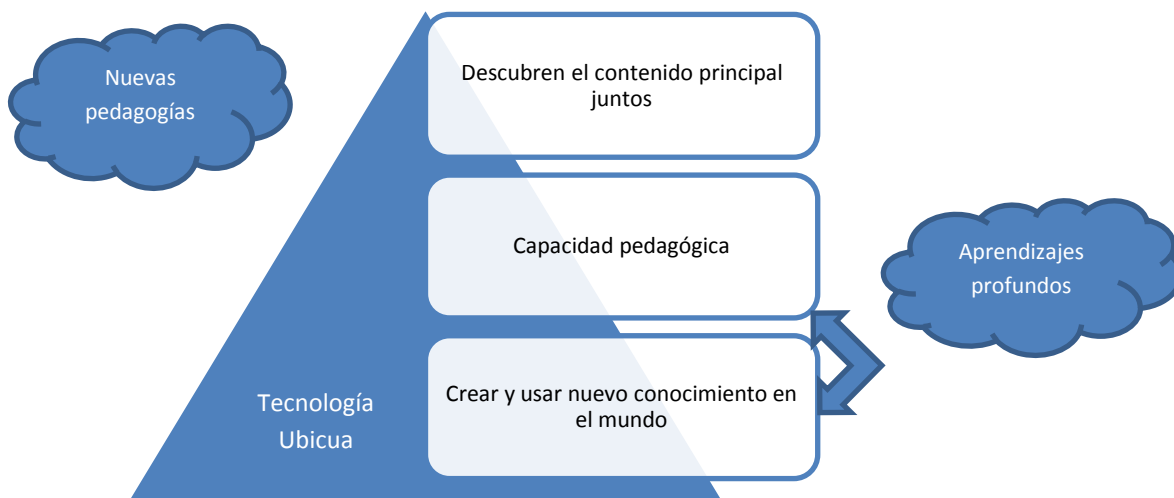 Nuevas
pedagogías
Descubren el contenido principal
juntos
Capacidad pedagógica
Aprendizajes
profundos
Crear y usar nuevo conocimiento en
el mundo
Tecnología
Ubicua